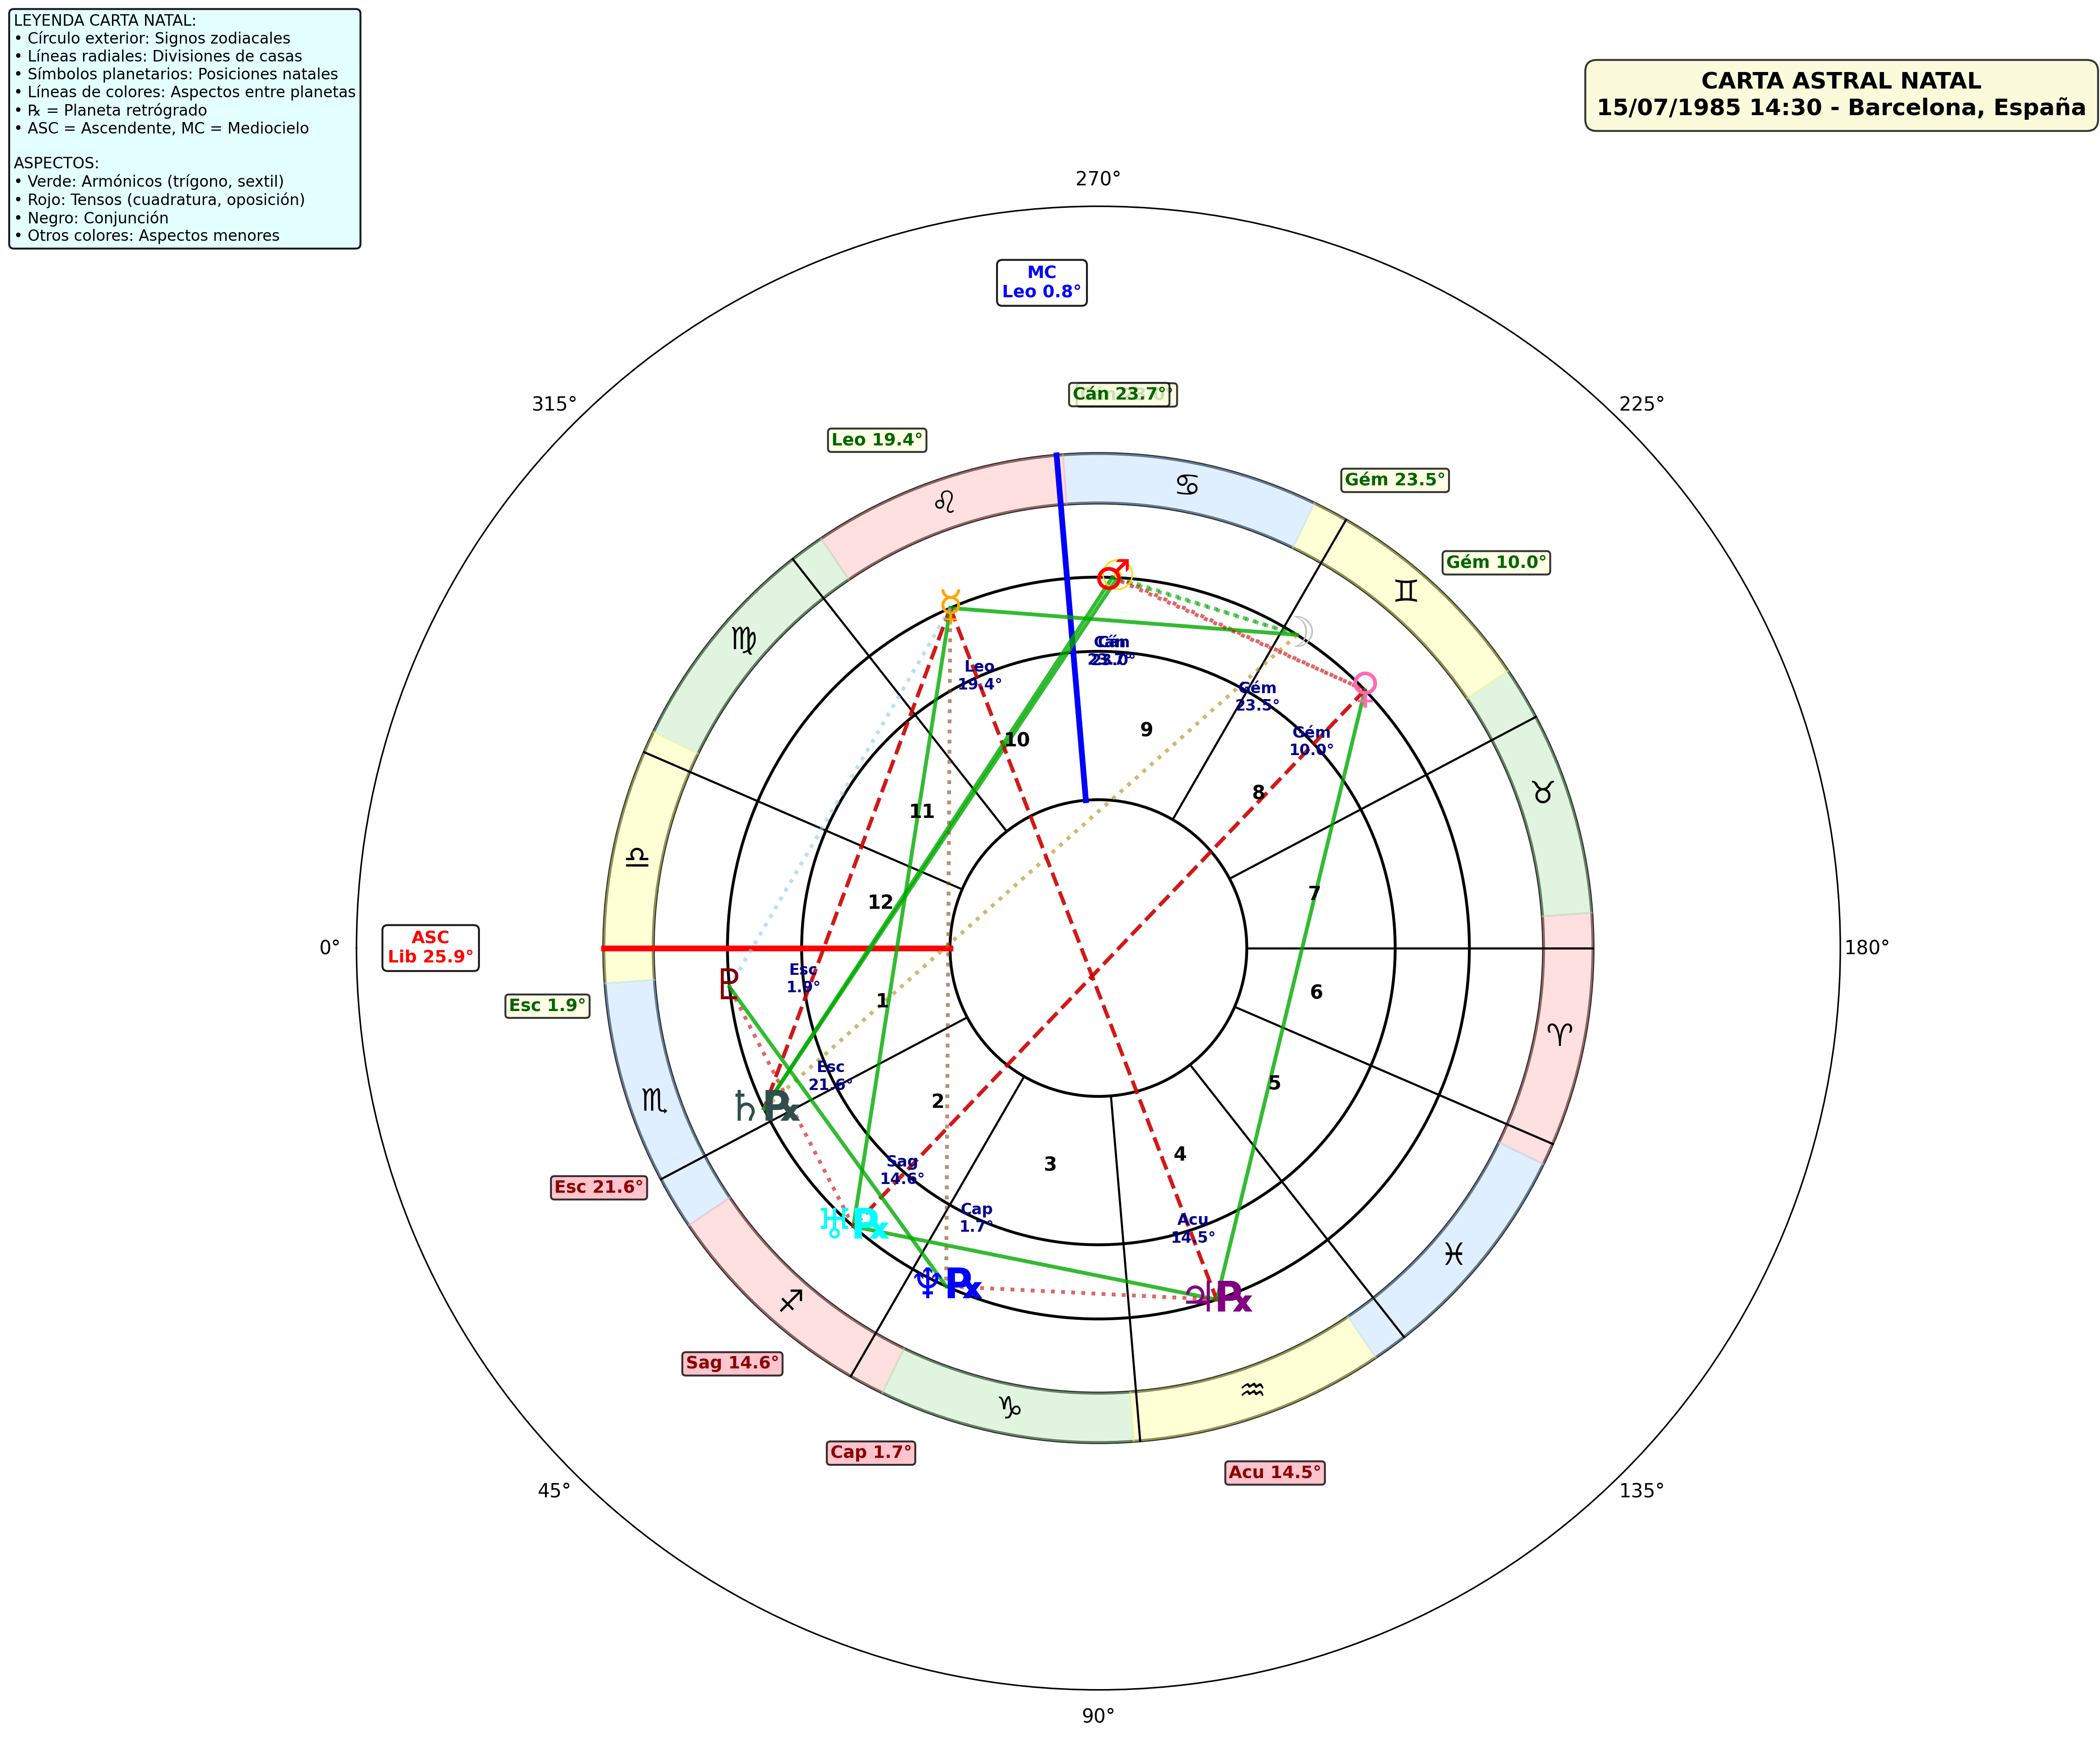 LEYENDA CARTA NATAL:
• Círculo exterior: Signos zodiacales
• Líneas radiales: Divisiones de casas
• Símbolos planetarios: Posiciones natales
• Líneas de colores: Aspectos entre planetas
• ℞ = Planeta retrógrado
• ASC = Ascendente, MC = Mediocielo
ASPECTOS:
• Verde: Armónicos (trígono, sextil)
• Rojo: Tensos (cuadratura, oposición)
• Negro: Conjunción
• Otros colores: Aspectos menores
CARTA ASTRAL NATAL
15/07/1985 14:30 - Barcelona, España
270°
MC
Leo 0.8°
315°
225°
Cán 23.7°
Leo 19.4°
Gém 23.5°
Gém 10.0°
♋
♌
♊
♂
☿
☽
♍
Cán
Leo
19.4°
♀
Gém
23.5°
Gém
10.0°
9
10
8
♉
11
♎
7
12
0°
ASC
Lib 25.9°
180°
Esc
1.9°
♇
1
6
Esc 1.9°
♈
Esc
21.6°
5
♏
♄℞
2
4
3
Sag
14.6°
Esc 21.6°
Cap
1.7°
Acu
14.5°
♅℞
♓
♆℞
♃℞
♐
Sag 14.6°
♒
♑
Cap 1.7°
Acu 14.5°
45°
135°
90°